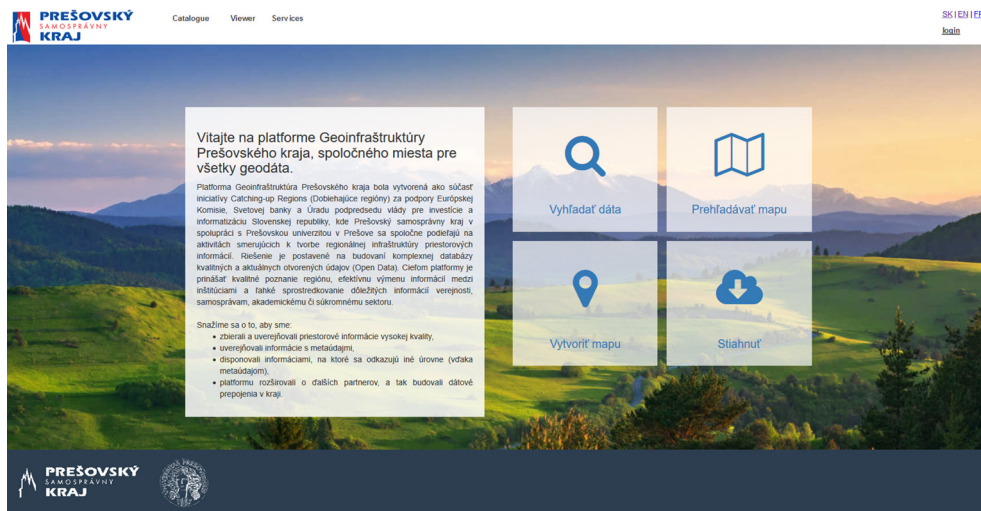 PREŠOVSKÝ
SAMOSPRÁVNY
KRAJ
Catalogue Viewer Services
SK | EN | FR
login
Vitajte na platforme Geoinfraštruktúry
Prešovského kraja, spoločného miesta pre
všetky geodáta.
Platforma Geoinfraštruktúra Prešovského kraja bola vytvorená ako súčasť
iniciatívy Catching-up Regions (Dobiehajúce regióny) za podpory Európskej
Komisie, Svetovej banky a Úradu podpredsedu vlády pre investície a
informatizáciu Slovenskej republiky, kde Prešovský samosprávny kraj v
spolupráci s Prešovskou univerzitou v Prešove sa spoločne podieľajú na
aktivitách smerujúcich k tvorbe regionálnej infraštruktúry priestorových
informácií. Riešenie je postavené na budovaní komplexnej databázy
kvalitných a aktuálnych otvorených údajov (Open Data). Cieľom platformy je
prinášať kvalitné poznanie regiónu, efektívnu výmenu informácií medzi
inštitúciami a ľahké sprostredkovanie dôležitých informácií verejnosti,
samosprávam, akademickému či súkromnému sektoru.
Snažíme sa o to, aby sme:
• zbierali a uverejňovali priestorové informácie vysokej kvality,
• uverejňovali informácie s metaúdajmi,
• disponovali informáciami, na ktoré sa odkazujú iné úrovne (vďaka
metaúdajom),
• platformu rozširovali o ďalších partnerov, a tak budovali dátové
prepojenia v kraji.
Vyhľadať dáta
Prehľadávať mapu
Vytvoriť mapu
Stiahnuť
PREŠOVSKÝ
SAMOSPRÁVNY
KRAJ